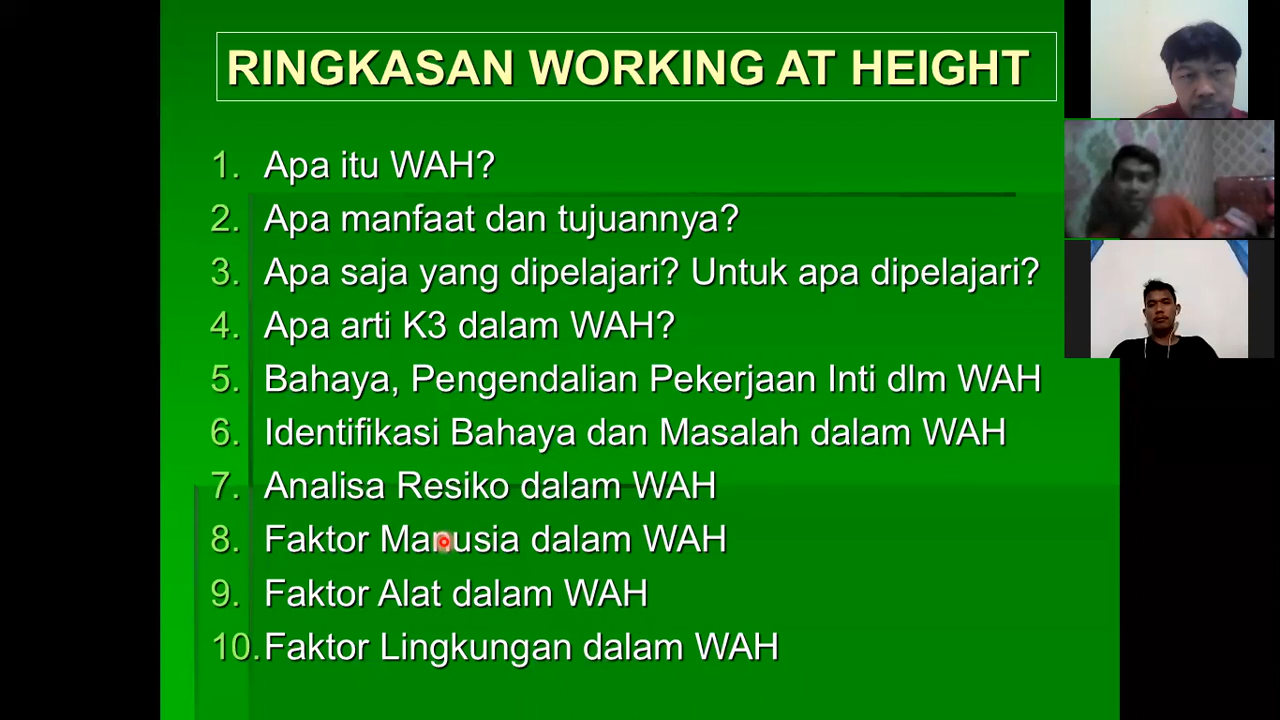 RINGKASAN WORKING AT HEIGHT
1. Apa itu WAH?
2. Apa manfaat dan tujuannya?
3. Apa saja yang dipelajari? Untuk apa dipelajari?
4. Apa arti K3 dalam WAH?
5. Bahaya, Pengendalian Pekerjaan Inti dlm WAH
6. Identifikasi Bahaya dan Masalah dalam WAH
7. Analisa Resiko dalam WAH
8. Faktor Manusia dalam WAH
9. Faktor Alat dalam WAH
10. Faktor Lingkungan dalam WAH